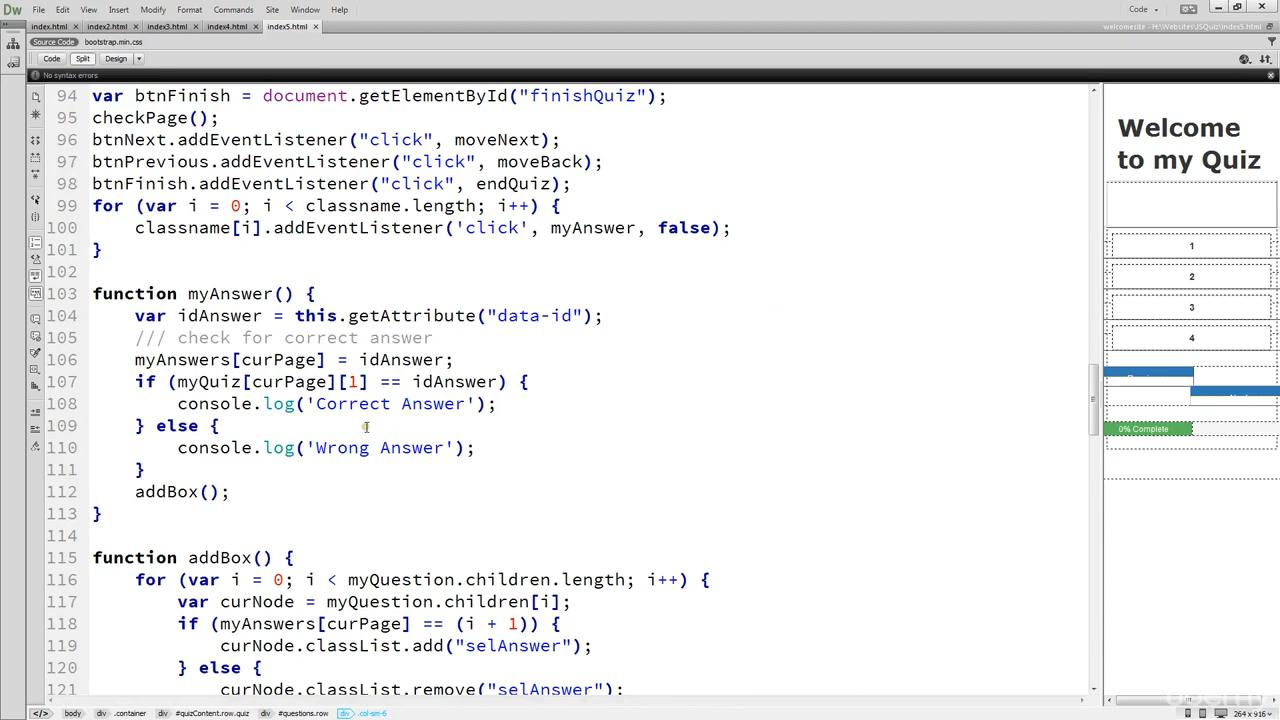 Dw File Edit View Insert Modify Format Commands Site Window Help Code
index.html × index2.html × index3.html × index4.html × index5.html ×
welcomesite - H:\Websites\JSQuiz\index5.html
Source Code bootstrap.min.css
Code Split Design
No syntax errors
94 var btnFinish = document.getElementById("finishQuiz");
95 checkPage();
96 btnNext.addEventListener("click", moveNext);
97 btnPrevious.addEventListener("click", moveBack);
98 btnFinish.addEventListener("click", endQuiz);
99 for (var i = 0; i < classname.length; i++) {
100 classname[i].addEventListener('click', myAnswer, false);
101 }
102
103 function myAnswer() {
104 var idAnswer = this.getAttribute("data-id");
105 /// check for correct answer
106 myAnswers[curPage] = idAnswer;
107 if (myQuiz[curPage][1] == idAnswer) {
108 console.log('Correct Answer');
109 } else {
110 console.log('Wrong Answer');
111 }
112 addBox();
113 }
114
115 function addBox() {
116 for (var i = 0; i < myQuestion.children.length; i++) {
117 var curNode = myQuestion.children[i];
118 if (myAnswers[curPage] == (i + 1)) {
119 curNode.classList.add("selAnswer");
120 } else {
121 curNode.classList.remove("selAnswer");
Welcome
to my Quiz
1
2
3
4
0% Complete
</> body div .container div #quizContent.row.quiz div #questions.row div .col-sm-6
264 x 916